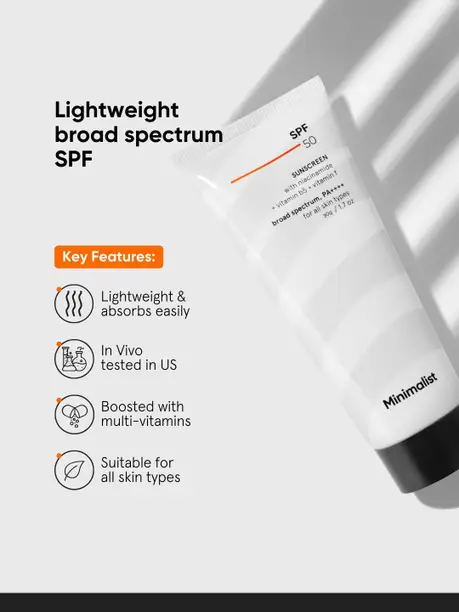 Lightweight
broad spectrum
SPF
SPF
50
SUNSCREEN
with niacinamide
+ vitamin b5 + vitamin f
broad spectrum, PA++++
for all skin types
Minimalist
Key Features:
Lightweight &
absorbs easily
In Vivo
tested in US
Boosted with
multi-vitamins
Suitable for
all skin types